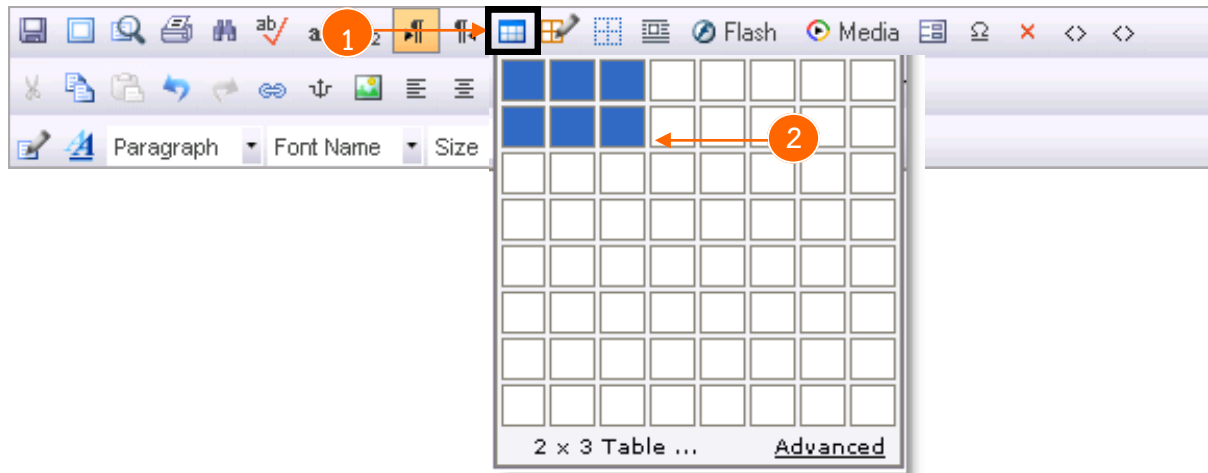 1
Flash
Media
Ω
Paragraph
Font Name
Size
2
2 x 3 Table ...
Advanced